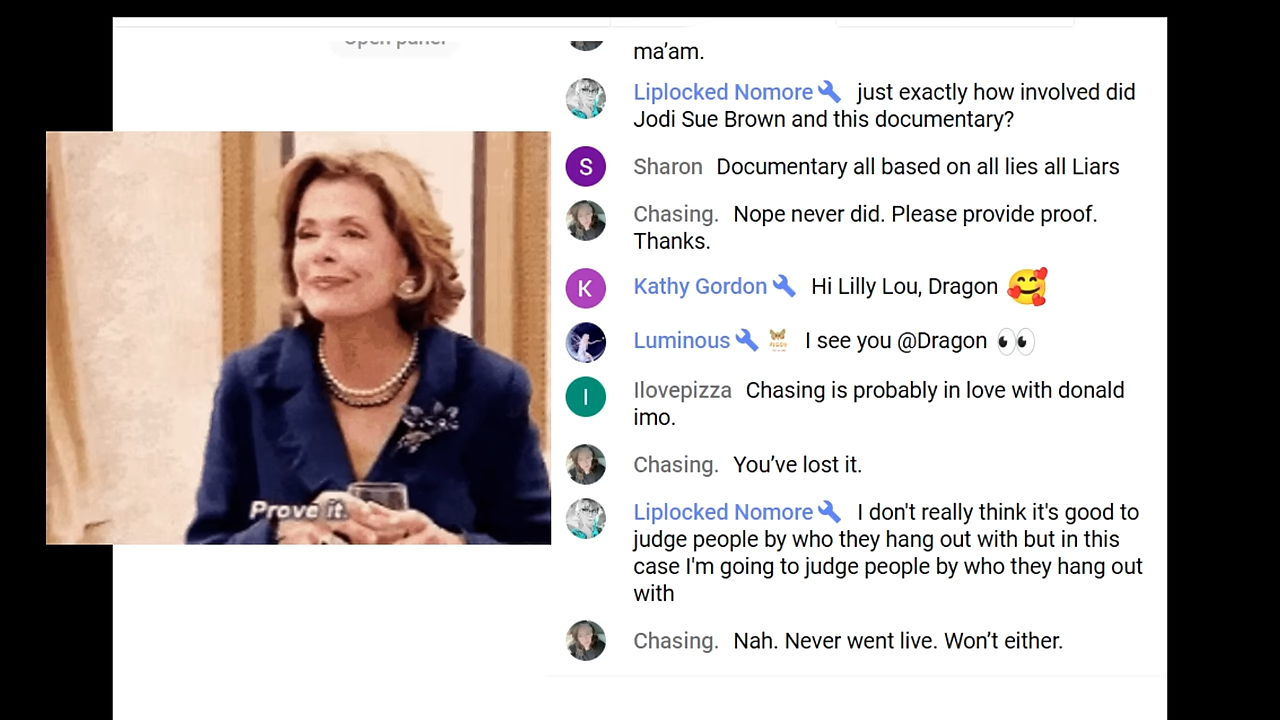 Open panel
ma’am.
Liplocked Nomore just exactly how involved did
Jodi Sue Brown and this documentary?
S Sharon Documentary all based on all lies all Liars
Chasing. Nope never did. Please provide proof.
Thanks.
K Kathy Gordon Hi Lilly Lou, Dragon 🥰
Luminous I see you @Dragon 👀
I Ilovepizza Chasing is probably in love with donald
imo.
Chasing. You’ve lost it.
Liplocked Nomore I don't really think it's good to
judge people by who they hang out with but in this
case I'm going to judge people by who they hang out
with
Chasing. Nah. Never went live. Won’t either.
Prove it.